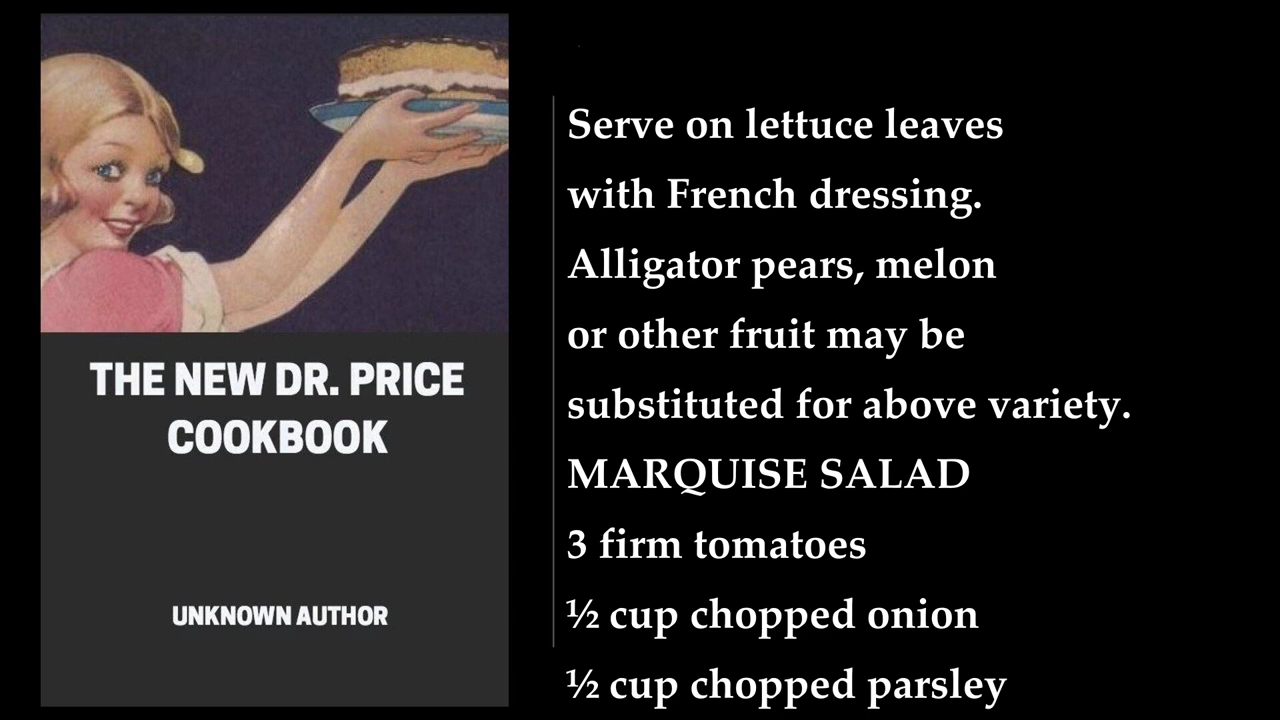 THE NEW DR. PRICE
COOKBOOK
UNKNOWN AUTHOR
Serve on lettuce leaves
with French dressing.
Alligator pears, melon
or other fruit may be
substituted for above variety.
MARQUISE SALAD
3 firm tomatoes
½ cup chopped onion
½ cup chopped parsley